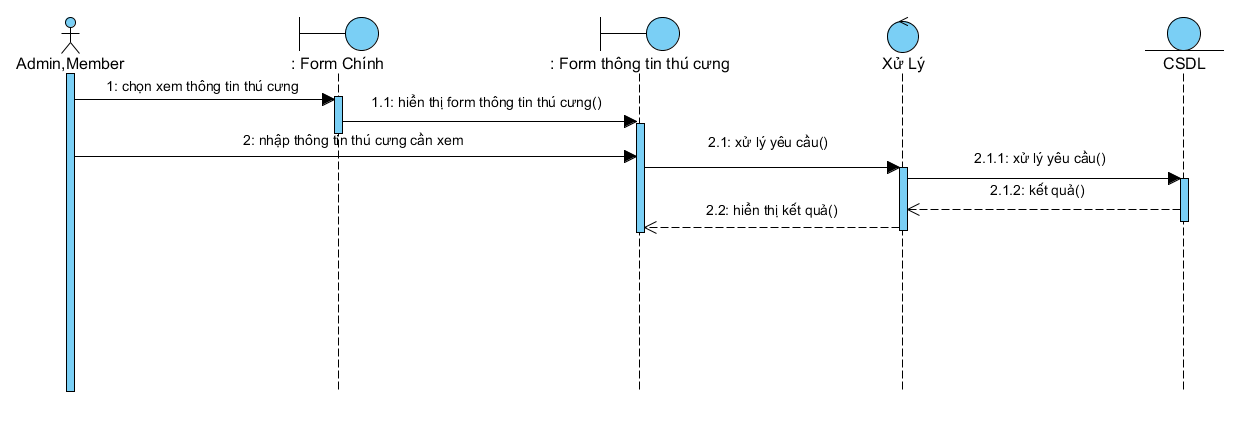 Admin,Member
: Form Chính
: Form thông tin thú cưng
Xử Lý
CSDL
1: chọn xem thông tin thú cưng
1.1: hiển thị form thông tin thú cưng()
2: nhập thông tin thú cưng cần xem
2.1: xử lý yêu cầu()
2.1.1: xử lý yêu cầu()
2.1.2: kết quả()
2.2: hiển thị kết quả()